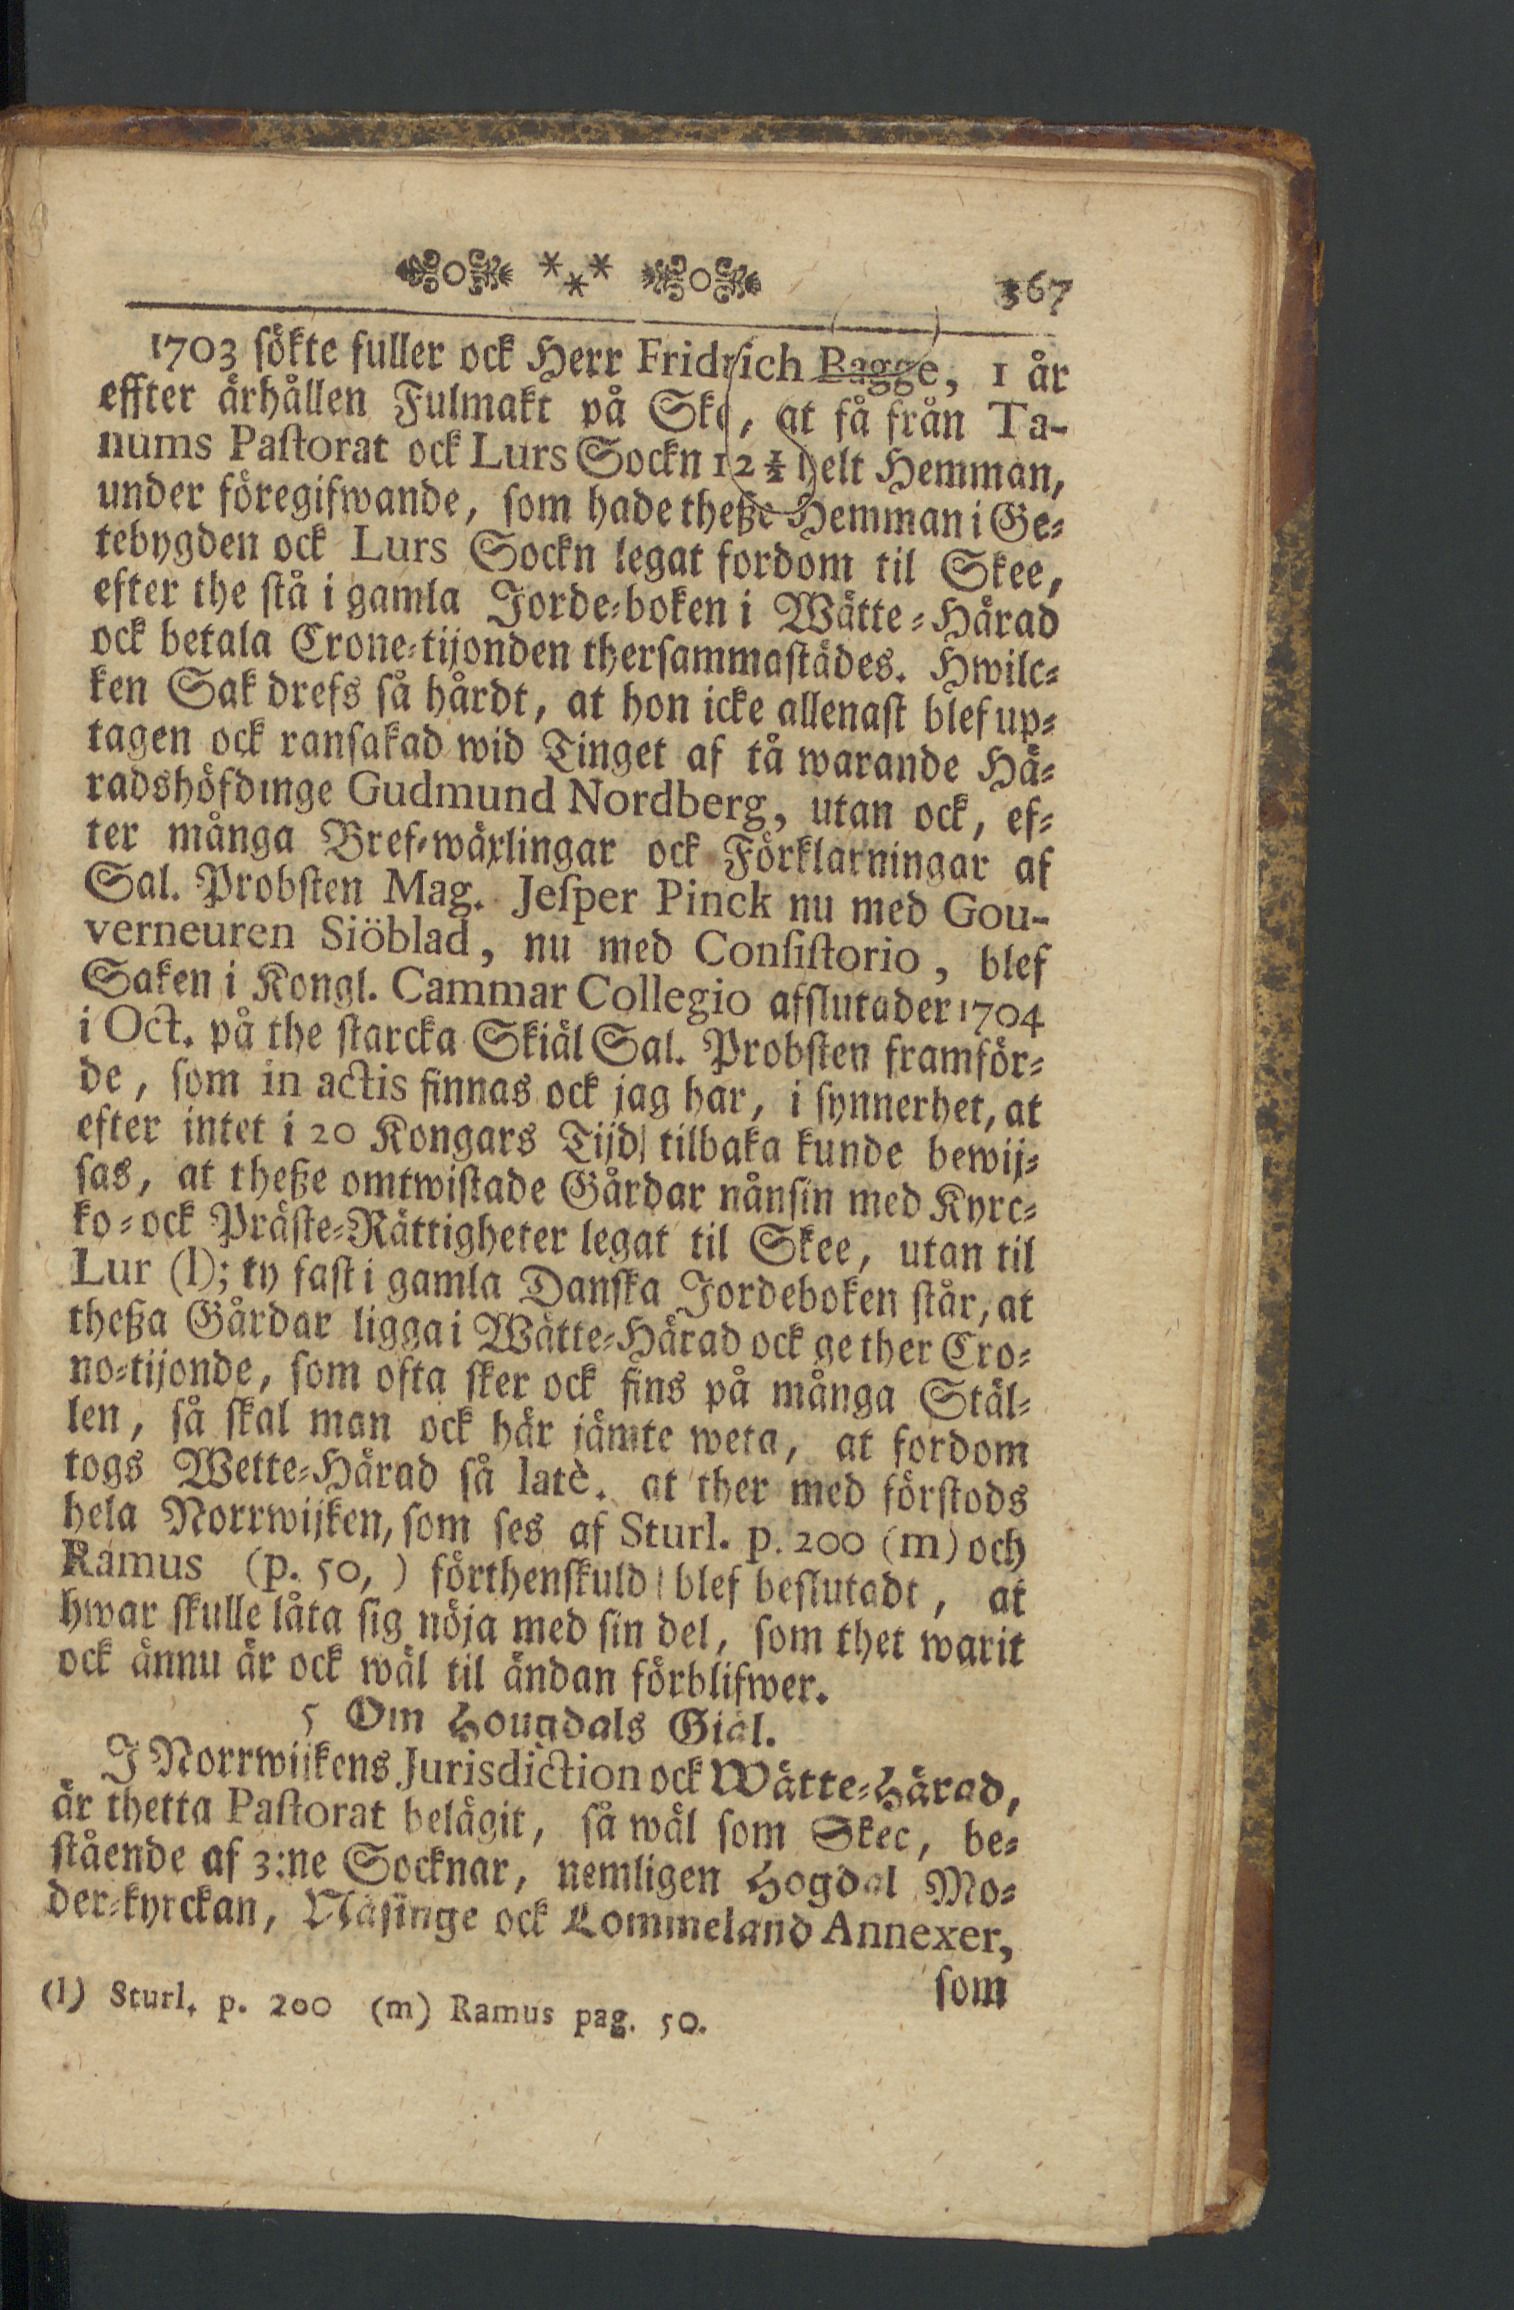 367
1703 sökte fuller ock Herr Fridrich Bagge, 1 år
effter århållen Fulmakt på Ske, at få från Ta-
nums Pastorat ock Lurs Sockn 12 ½ helt Hemman,
under föregifwande, som hade theße Hemman i Ge-
tebygden ock Lurs Sockn legat fordom til Skee,
efter the stå i gamla Jorde-boken i Wätte-Härad
ock betala Crone-tijonden thersammastädes. Hwilc-
ken Sak drefs så hårdt, at hon icke allenast blef up-
tagen ock ransakad wid Tinget af tå warande Hä-
radshöfdinge Gudmund Nordberg, utan ock, ef-
ter många Bref-wäxlingar ock Förklarningar af
Sal. Probsten Mag. Jesper Pinck nu med Gou-
verneuren Siöblad, nu med Consistorio, blef
Saken i Kongl. Cammar Collegio afslutader 1704
i Oct. på the starcka Skiäl Sal. Probsten framför-
de, som in actis finnas ock jag har, i synnerhet, at
efter intet i 20 Kongars Tijd tilbaka kunde bewij-
sas, at theße omtwistade Gårdar nånsin med Kyrc-
ko-ock Präste-Rättigheter legat til Skee, utan til
Lur (l); ty fast i gamla Danska Jordeboken står, at
theßa Gårdar ligga i Wätte-Härad ock ge ther Cro-
no-tijonde, som ofta sker ock fins på många Stäl-
len, så skal man ock här jämte weta, at fordom
togs Wette-Härad så latè. at ther med förstods
hela Norrwijken, som ses af Sturl. p. 200 (m) och
Ramus (p. 50,) förthenskuld blef beslutadt, at
hwar skulle låta sig nöja med sin del, som thet warit
ock ännu är ock wäl til ändan förblifwer.
5 Om Hougdals Giäl.
I Norrwijkens Jurisdiction ock Wätte-Härad,
är thetta Pastorat belägit, så wäl som Skee, be-
stående af 3:ne Socknar, nemligen Hogdal Mo-
der-kyrckan, Näsinge ock Lommeland Annexer,
som
(l) Sturl. p. 200 (m) Ramus pag. 50.